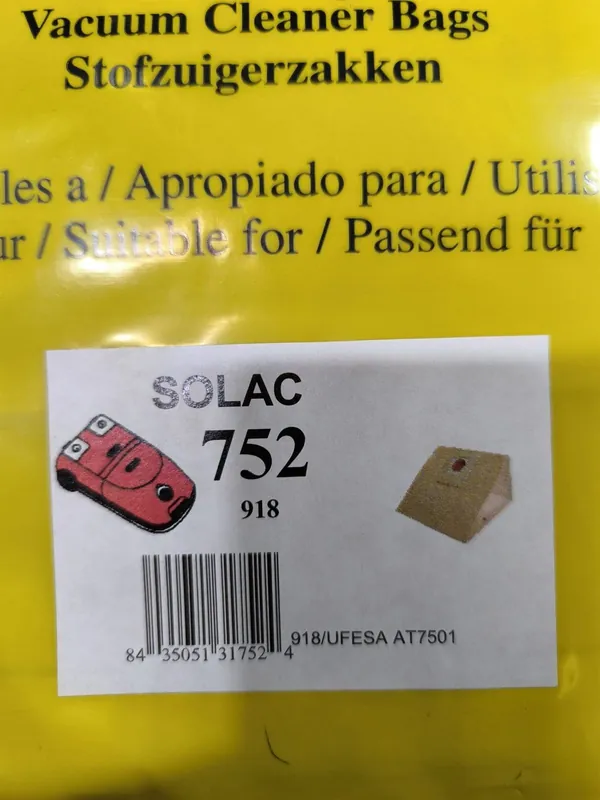 Vacuum Cleaner Bags
Stofzuigerzakken
les a / Apropiado para / Utilis
ur / Suitable for / Passend für
SOLAC
752
918
918/UFESA AT7501
84 35051 31752 4